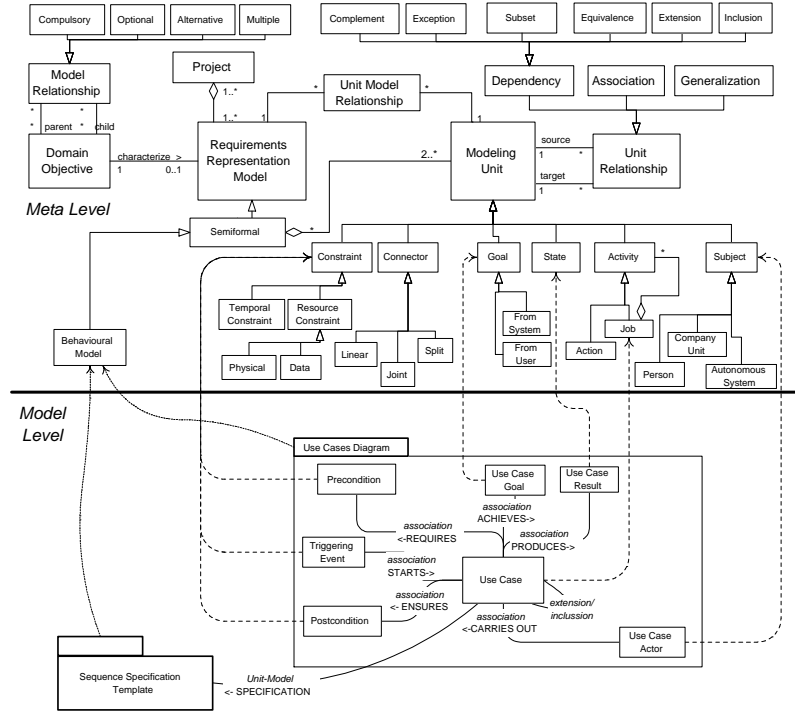 Compulsory
Optional
Alternative
Multiple
Complement
Exception
Subset
Equivalence
Extension
Inclusion
Model
Relationship
Project
Unit Model
Relationship
Dependency
Association
Generalization
1..*
*
*
*
*
parent
*
*
child
1..*
1
1
Domain
Objective
characterize >
1
0..1
Requirements
Representation
Model
2..*
Modeling
Unit
source
1
*
target
1
*
Unit
Relationship
Meta Level
Semiformal
*
Constraint
Connector
Goal
State
Activity
*
Subject
Temporal
Constraint
Resource
Constraint
From
System
Job
Company
Unit
Behavioural
Model
Physical
Data
Linear
Joint
Split
From
User
Action
Person
Autonomous
System
Model
Level
Use Cases Diagram
Precondition
Use Case
Goal
Use Case
Result
association
ACHIEVES->
association
<-REQUIRES
association
PRODUCES->
Triggering
Event
association
STARTS->
Use Case
association
<- ENSURES
extension/
inclussion
Postcondition
association
<-CARRIES OUT
Use Case
Actor
Sequence Specification
Template
Unit-Model
<- SPECIFICATION